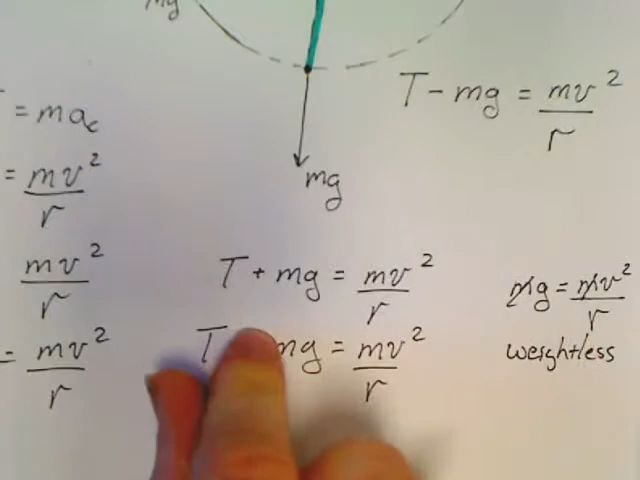 mg
T - mg = mv²/r
= ma_c
= mv²/r
mg
mv²/r
T + mg = mv²/r
mg = mv²/r
= mv²/r
T mg = mv²/r
weightless